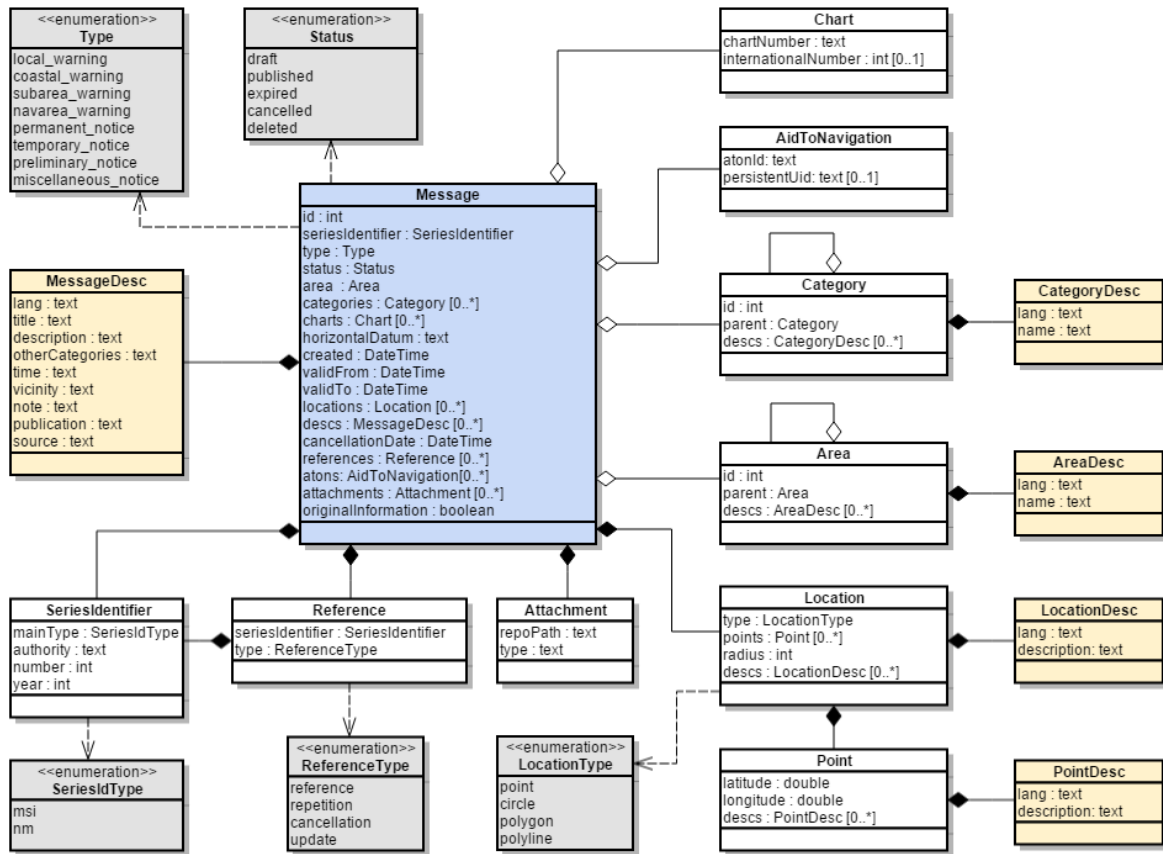 <<enumeration>>
Type
local_warning
coastal_warning
subarea_warning
navarea_warning
permanent_notice
temporary_notice
preliminary_notice
miscellaneous_notice
<<enumeration>>
Status
draft
published
expired
cancelled
deleted
Chart
chartNumber : text
internationalNumber : int [0..1]
AidToNavigation
atonId: text
persistentUid: text [0..1]
Message
id : int
seriesIdentifier : SeriesIdentifier
type : Type
status : Status
area : Area
categories : Category [0..*]
charts : Chart [0..*]
horizontalDatum : text
created : DateTime
validFrom : DateTime
validTo : DateTime
locations : Location [0..*]
descs : MessageDesc [0..*]
cancellationDate : DateTime
references : Reference [0..*]
atons: AidToNavigation[0..*]
attachments : Attachment [0..*]
originalInformation : boolean
MessageDesc
lang : text
title : text
description : text
otherCategories : text
time : text
vicinity : text
note : text
publication : text
source : text
Category
id : int
parent : Category
descs : CategoryDesc [0..*]
CategoryDesc
lang : text
name : text
Area
id : int
parent : Area
descs : AreaDesc [0..*]
AreaDesc
lang : text
name : text
SeriesIdentifier
mainType : SeriesIdType
authority : text
number : int
year : int
Reference
seriesIdentifier : SeriesIdentifier
type : ReferenceType
Attachment
repoPath : text
type : text
Location
type : LocationType
points : Point [0..*]
radius : int
descs : LocationDesc [0..*]
LocationDesc
lang : text
description: text
<<enumeration>>
SeriesIdType
msi
nm
<<enumeration>>
ReferenceType
reference
repetition
cancellation
update
<<enumeration>>
LocationType
point
circle
polygon
polyline
Point
latitude : double
longitude : double
descs : PointDesc [0..*]
PointDesc
lang : text
description: text